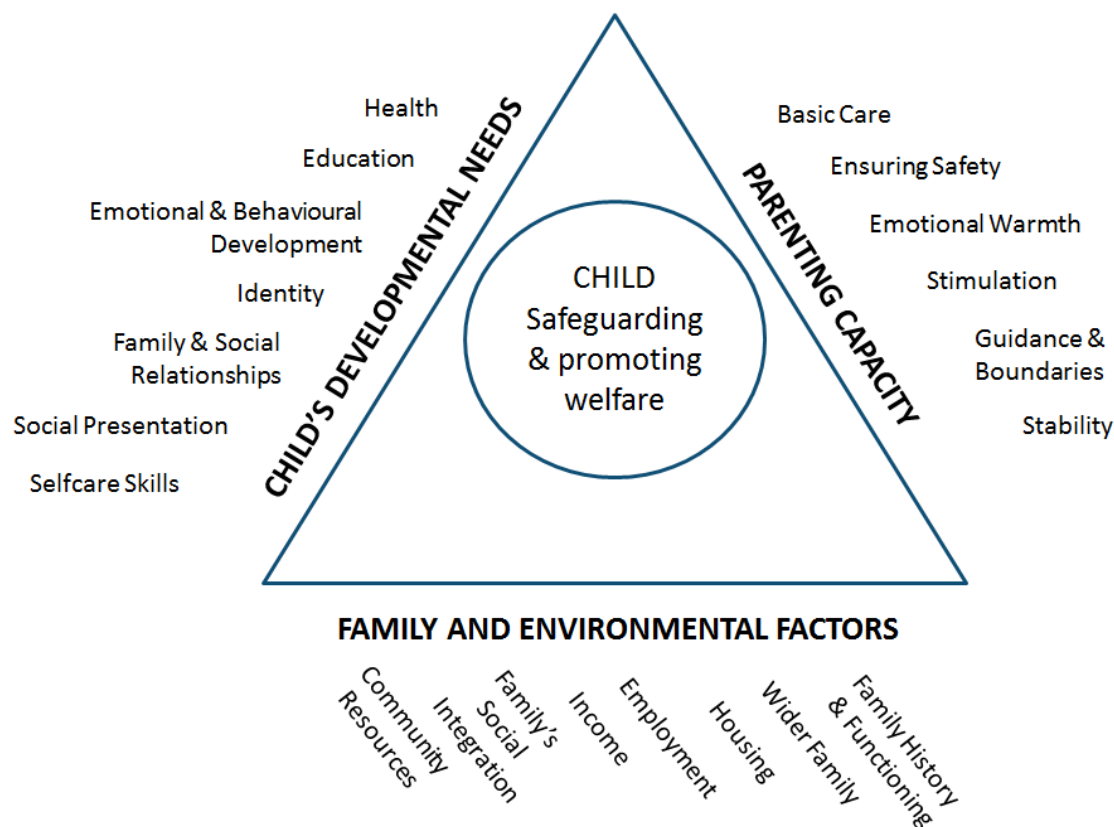 Health
Education
Emotional & Behavioural
Development
Identity
Family & Social
Relationships
Social Presentation
Selfcare Skills
CHILD'S DEVELOPMENTAL NEEDS
CHILD
Safeguarding
& promoting
welfare
PARENTING CAPACITY
Basic Care
Ensuring Safety
Emotional Warmth
Stimulation
Guidance &
Boundaries
Stability
FAMILY AND ENVIRONMENTAL FACTORS
Community
Resources
Family's
Social
Integration
Income
Employment
Housing
Wider Family
Family History
& Functioning